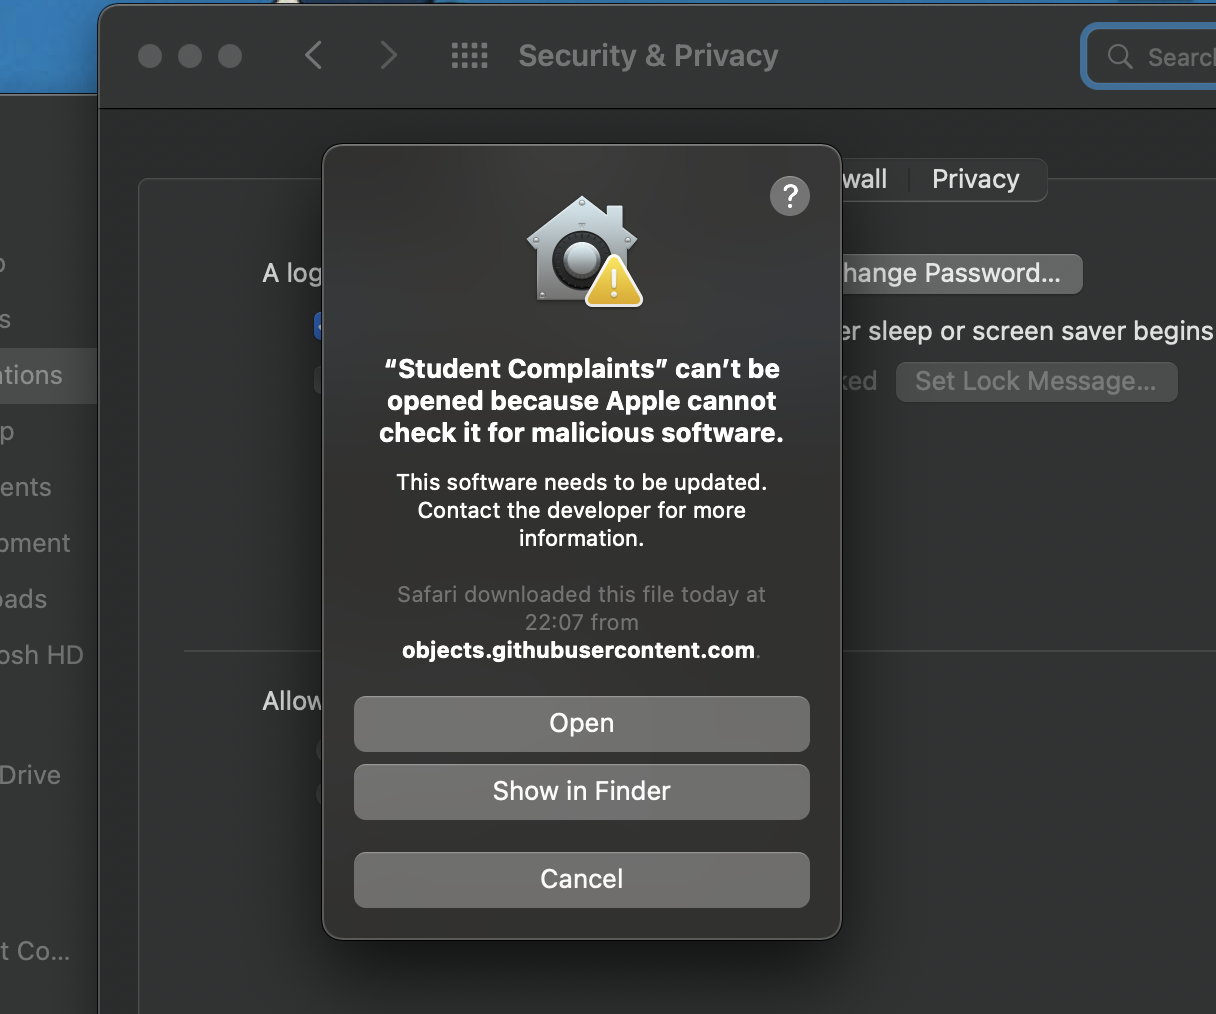 Security & Privacy
Search
?
Privacy
A log
hange Password...
er sleep or screen saver begins
Set Lock Message...
“Student Complaints” can’t be
opened because Apple cannot
check it for malicious software.
This software needs to be updated.
Contact the developer for more
information.
Safari downloaded this file today at
22:07 from
objects.githubusercontent.com.
Allow
Open
Show in Finder
Cancel
ations
ents
pment
oads
osh HD
Drive
t Co...